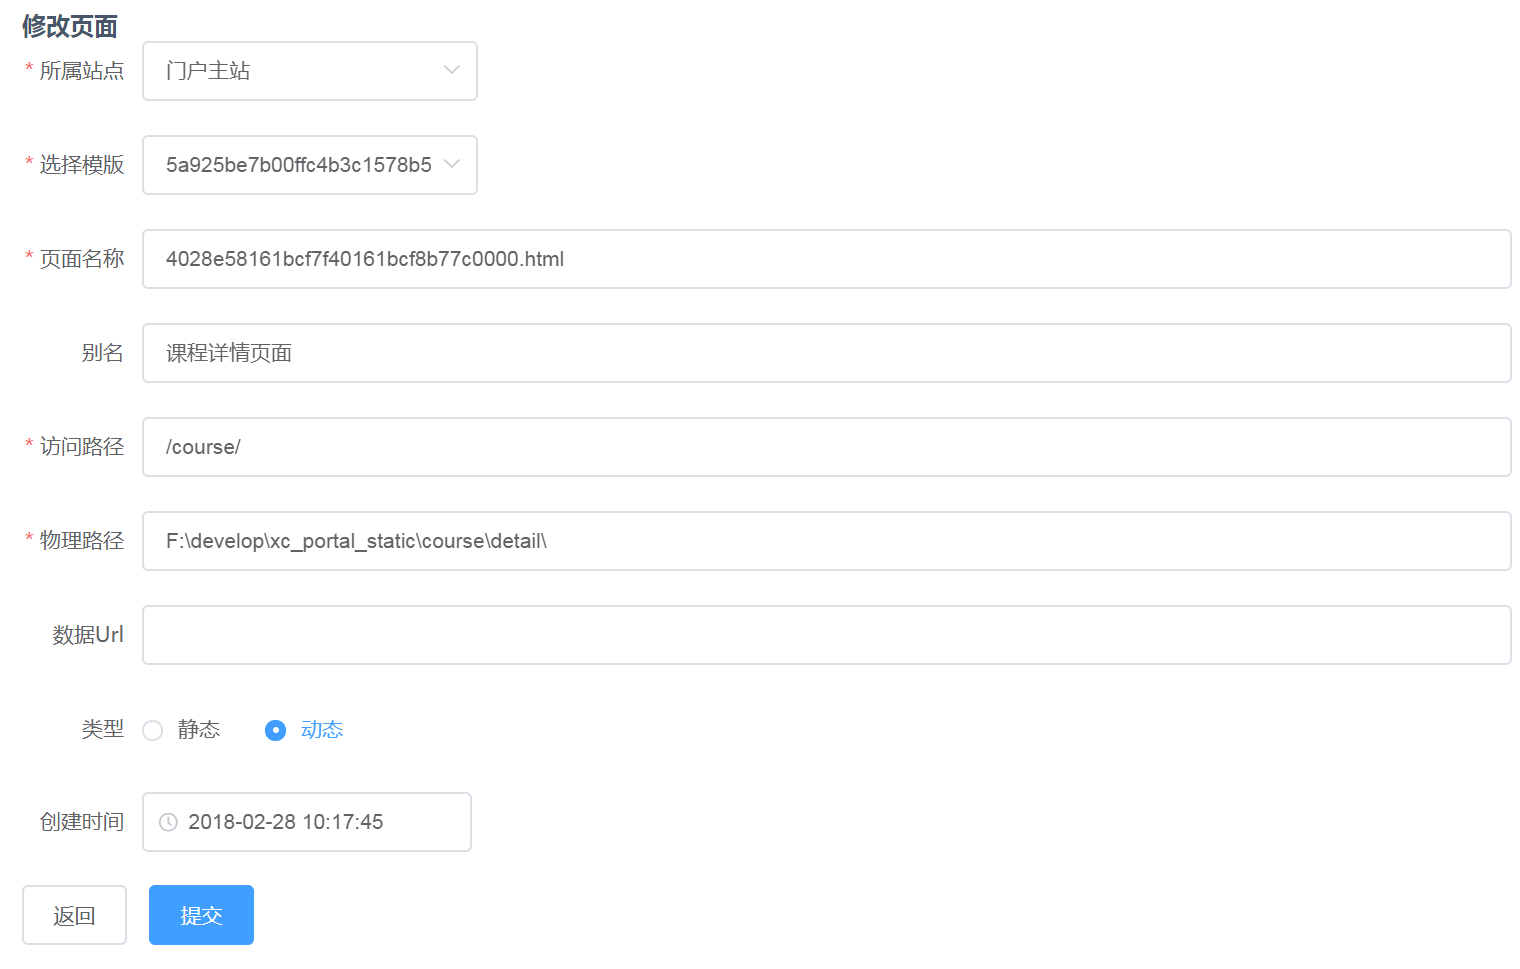 修改页面
* 所属站点 门户主站
* 选择模版 5a925be7b00ffc4b3c1578b5
* 页面名称 4028e58161bcf7f40161bcf8b77c0000.html
别名 课程详情页面
* 访问路径 /course/
* 物理路径 F:\develop\xc_portal_static\course\detail\
数据Url
类型 静态 动态
创建时间 2018-02-28 10:17:45
返回 提交